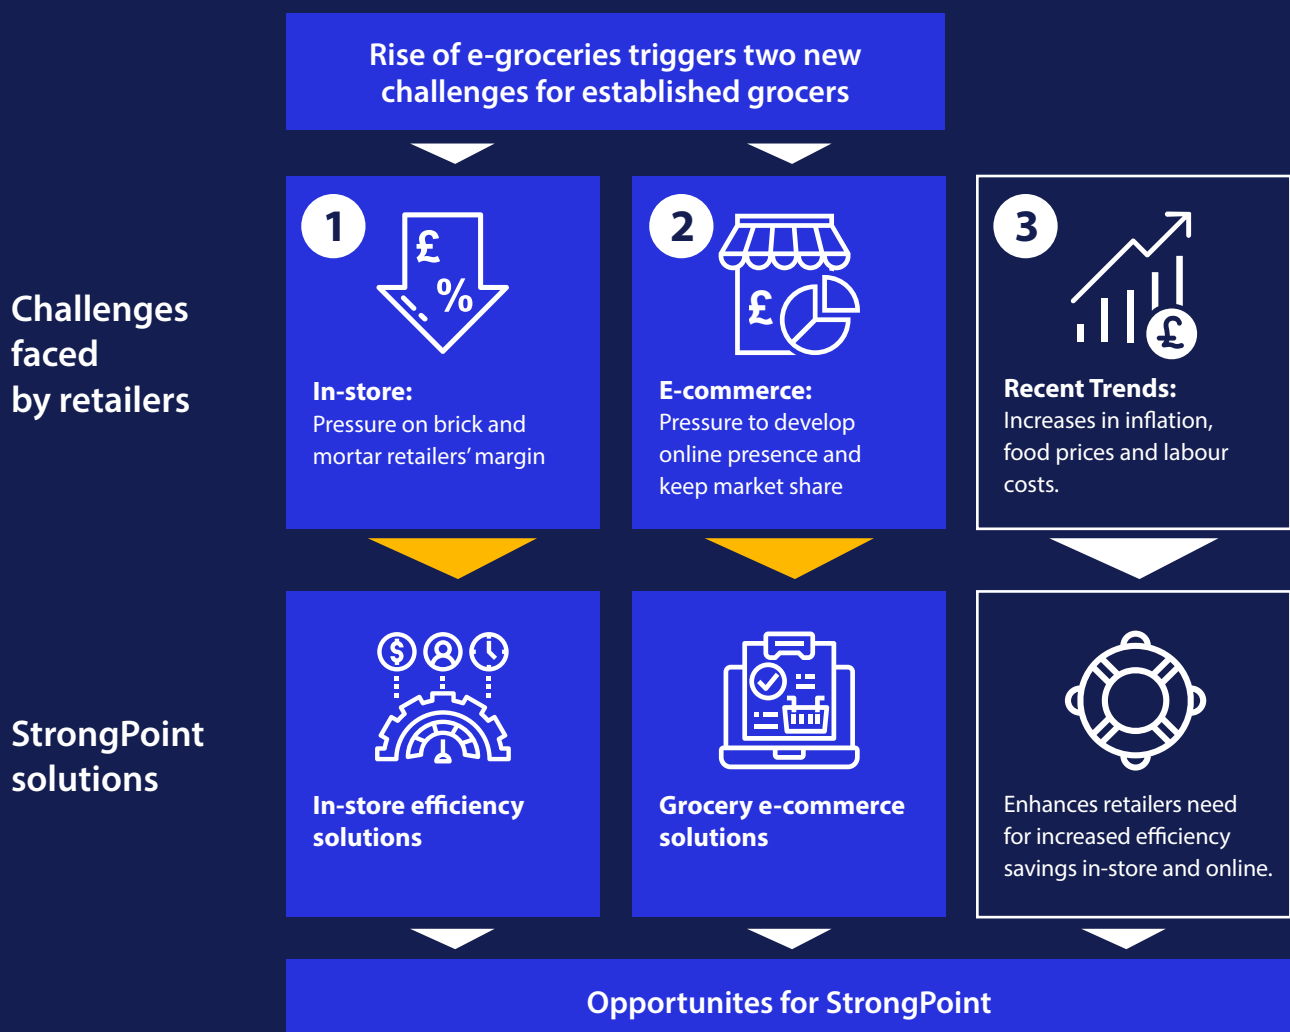 Rise of e-groceries triggers two new
challenges for established grocers
Challenges
faced
by retailers
1
£
%
In-store:
Pressure on brick and
mortar retailers’ margin
2
£
E-commerce:
Pressure to develop
online presence and
keep market share
3
£
Recent Trends:
Increases in inflation,
food prices and labour
costs.
StrongPoint
solutions
$
In-store efficiency
solutions
Grocery e-commerce
solutions
Enhances retailers need
for increased efficiency
savings in-store and online.
Opportunites for StrongPoint